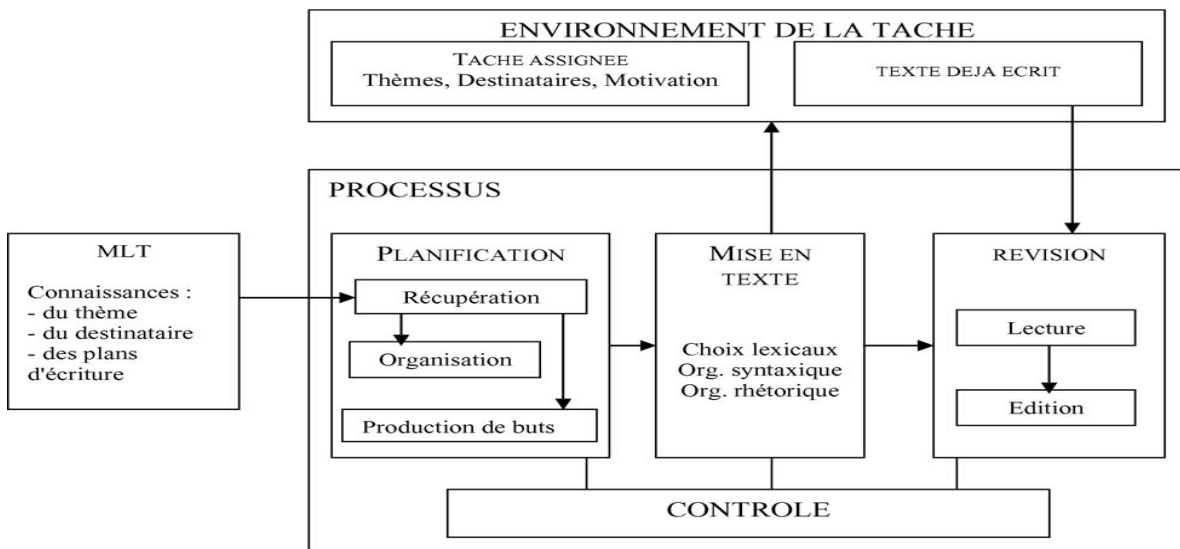 ENVIRONNEMENT DE LA TACHE
TACHE ASSIGNEE
Thèmes, Destinataires, Motivation
TEXTE DEJA ECRIT
PROCESSUS
MLT
Connaissances :
- du thème
- du destinataire
- des plans
d'écriture
PLANIFICATION
Récupération
Organisation
Production de buts
MISE EN
TEXTE
Choix lexicaux
Org. syntaxique
Org. rhétorique
REVISION
Lecture
Edition
CONTROLE